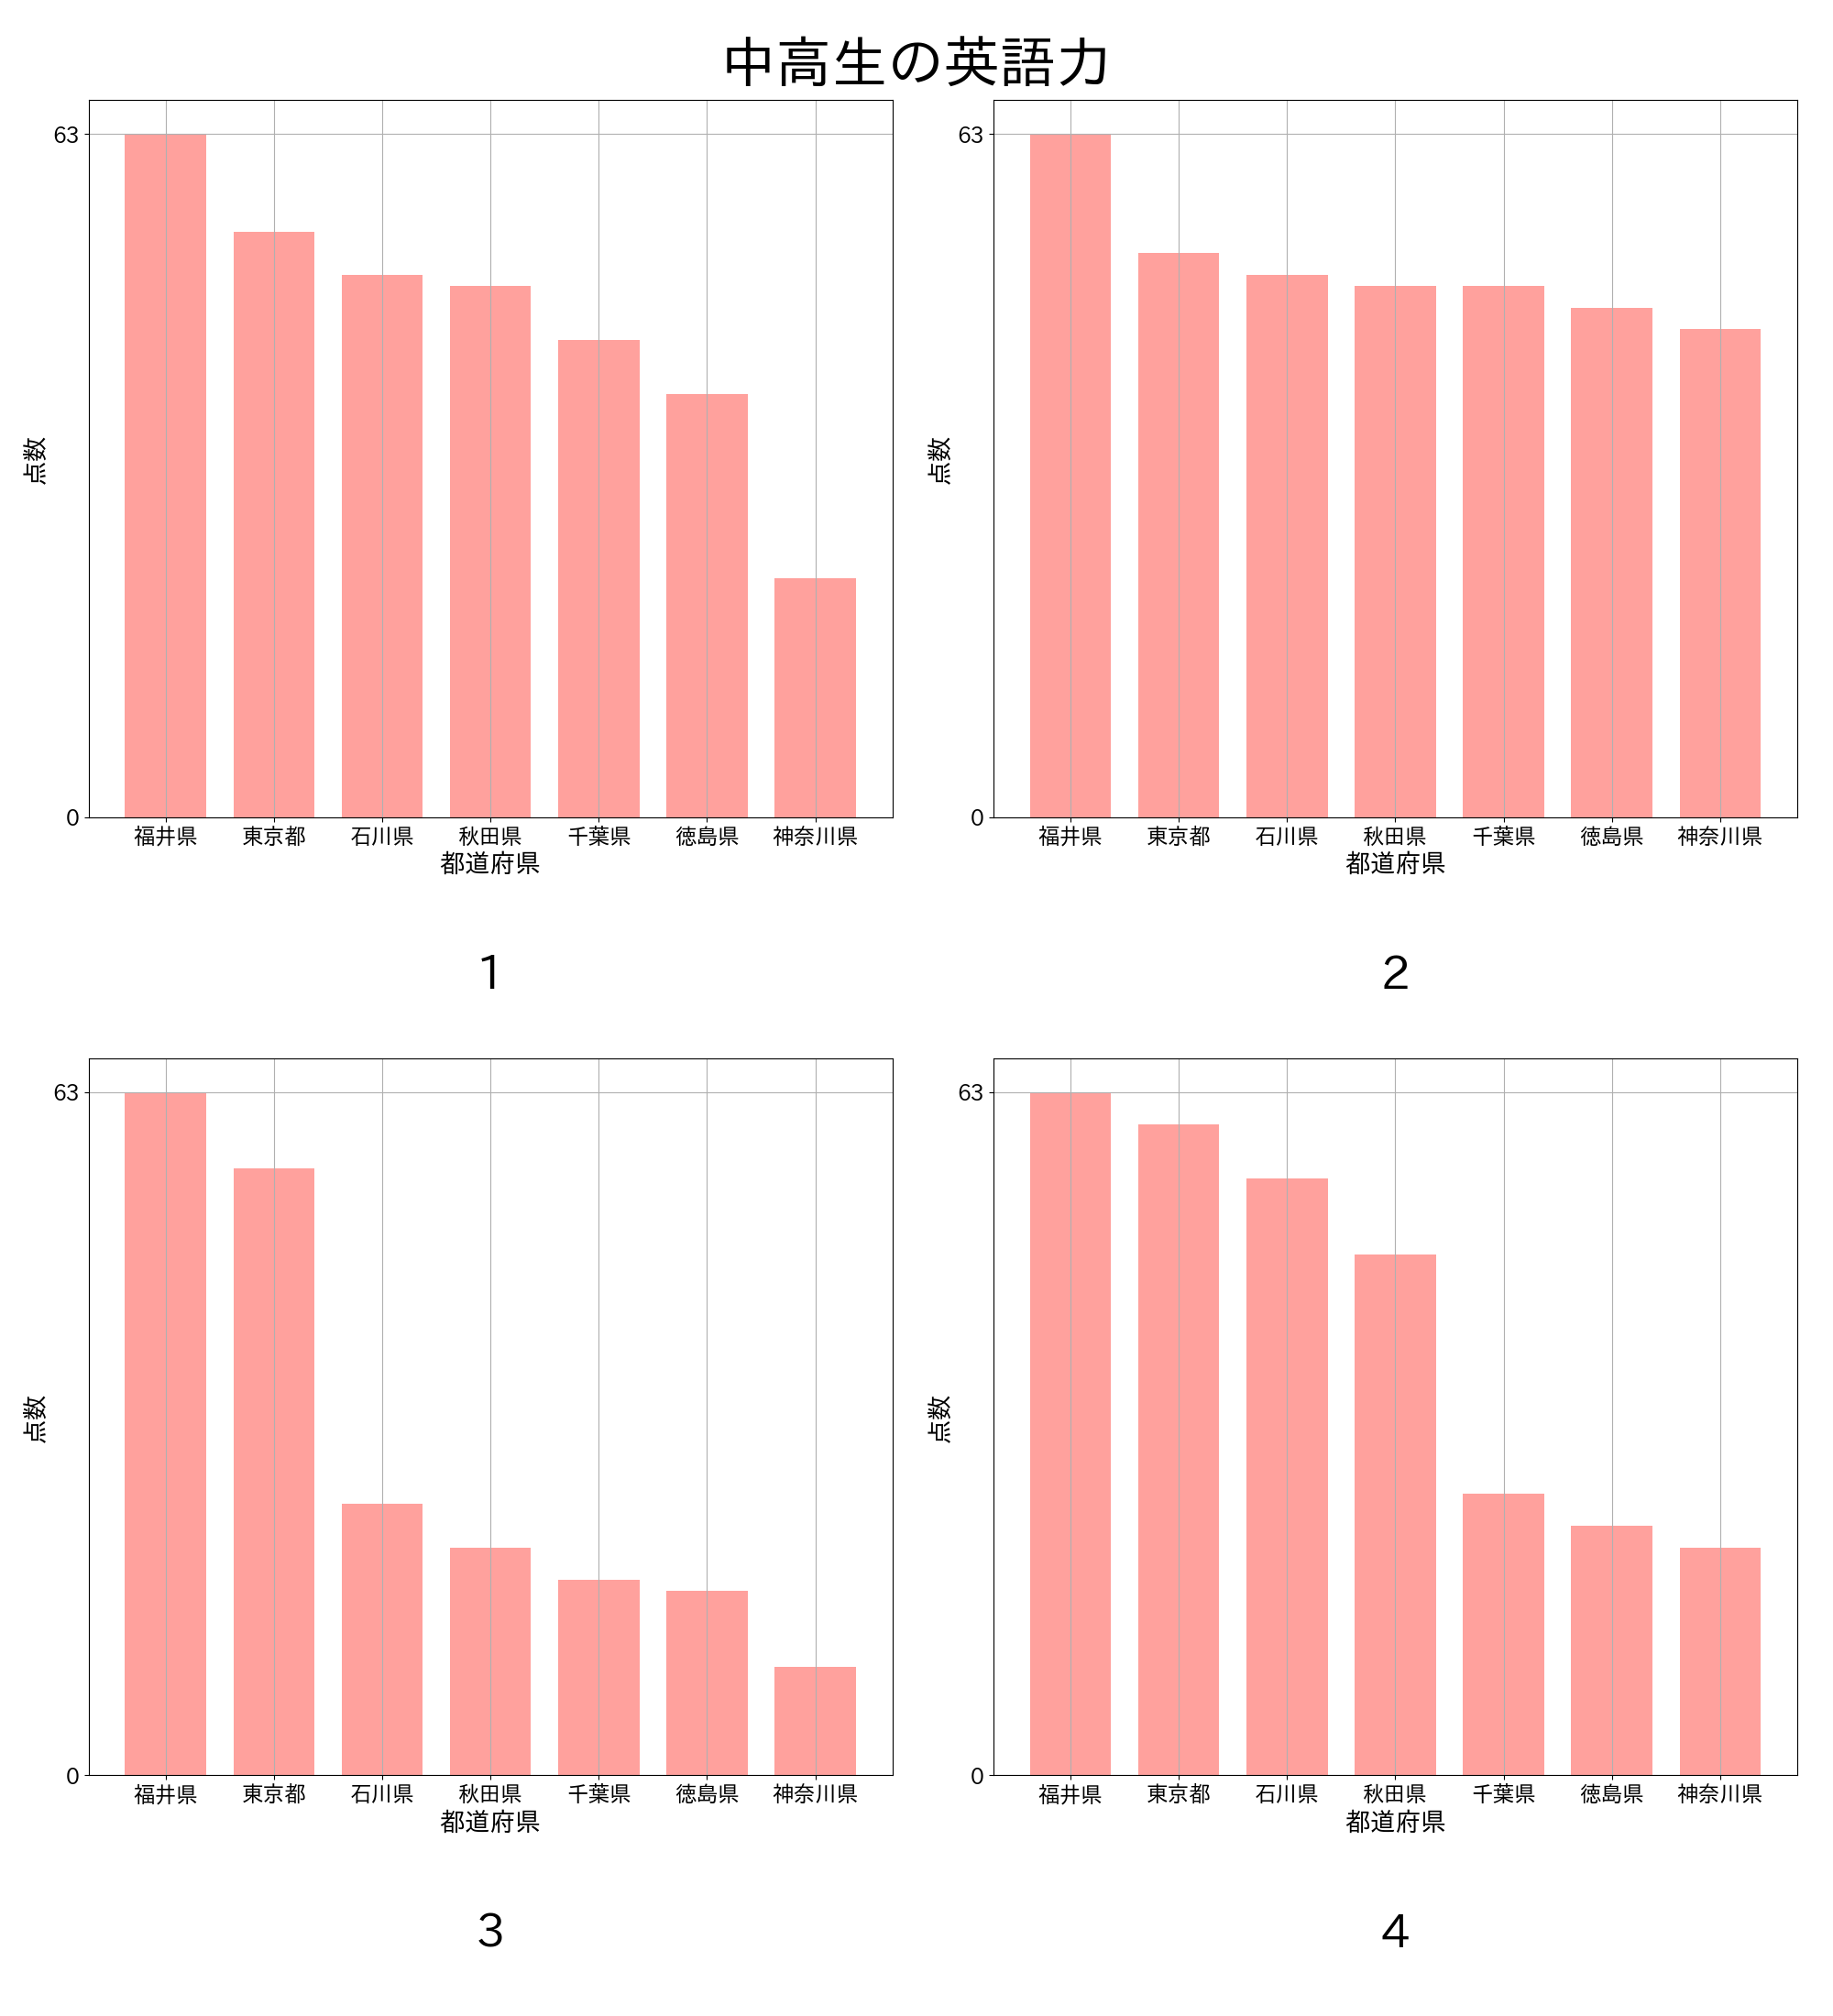 中高生の英語力
63
0
点数
福井県 東京都 石川県 秋田県 千葉県 徳島県 神奈川県
都道府県
1
63
0
点数
福井県 東京都 石川県 秋田県 千葉県 徳島県 神奈川県
都道府県
2
63
0
点数
福井県 東京都 石川県 秋田県 千葉県 徳島県 神奈川県
都道府県
3
63
0
点数
福井県 東京都 石川県 秋田県 千葉県 徳島県 神奈川県
都道府県
4